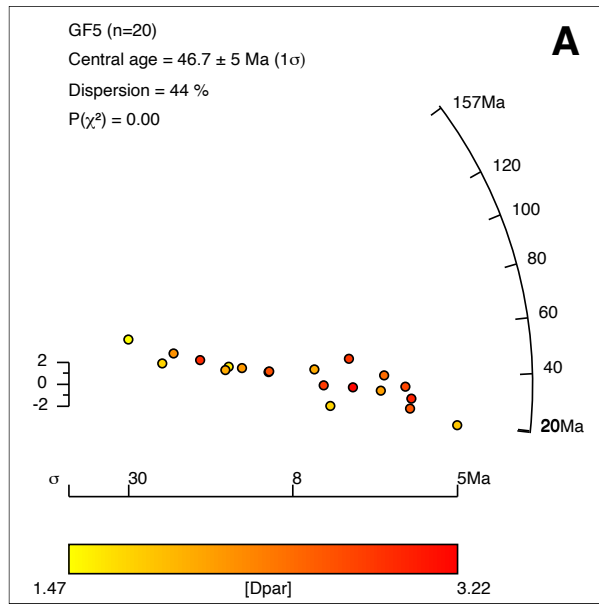 GF5 (n=20)
A
Central age = 46.7 ± 5 Ma (1σ)
Dispersion = 44 %
P(χ²) = 0.00
157Ma
120
100
80
60
40
20Ma
2
0
-2
σ
30
8
5Ma
1.47
[Dpar]
3.22